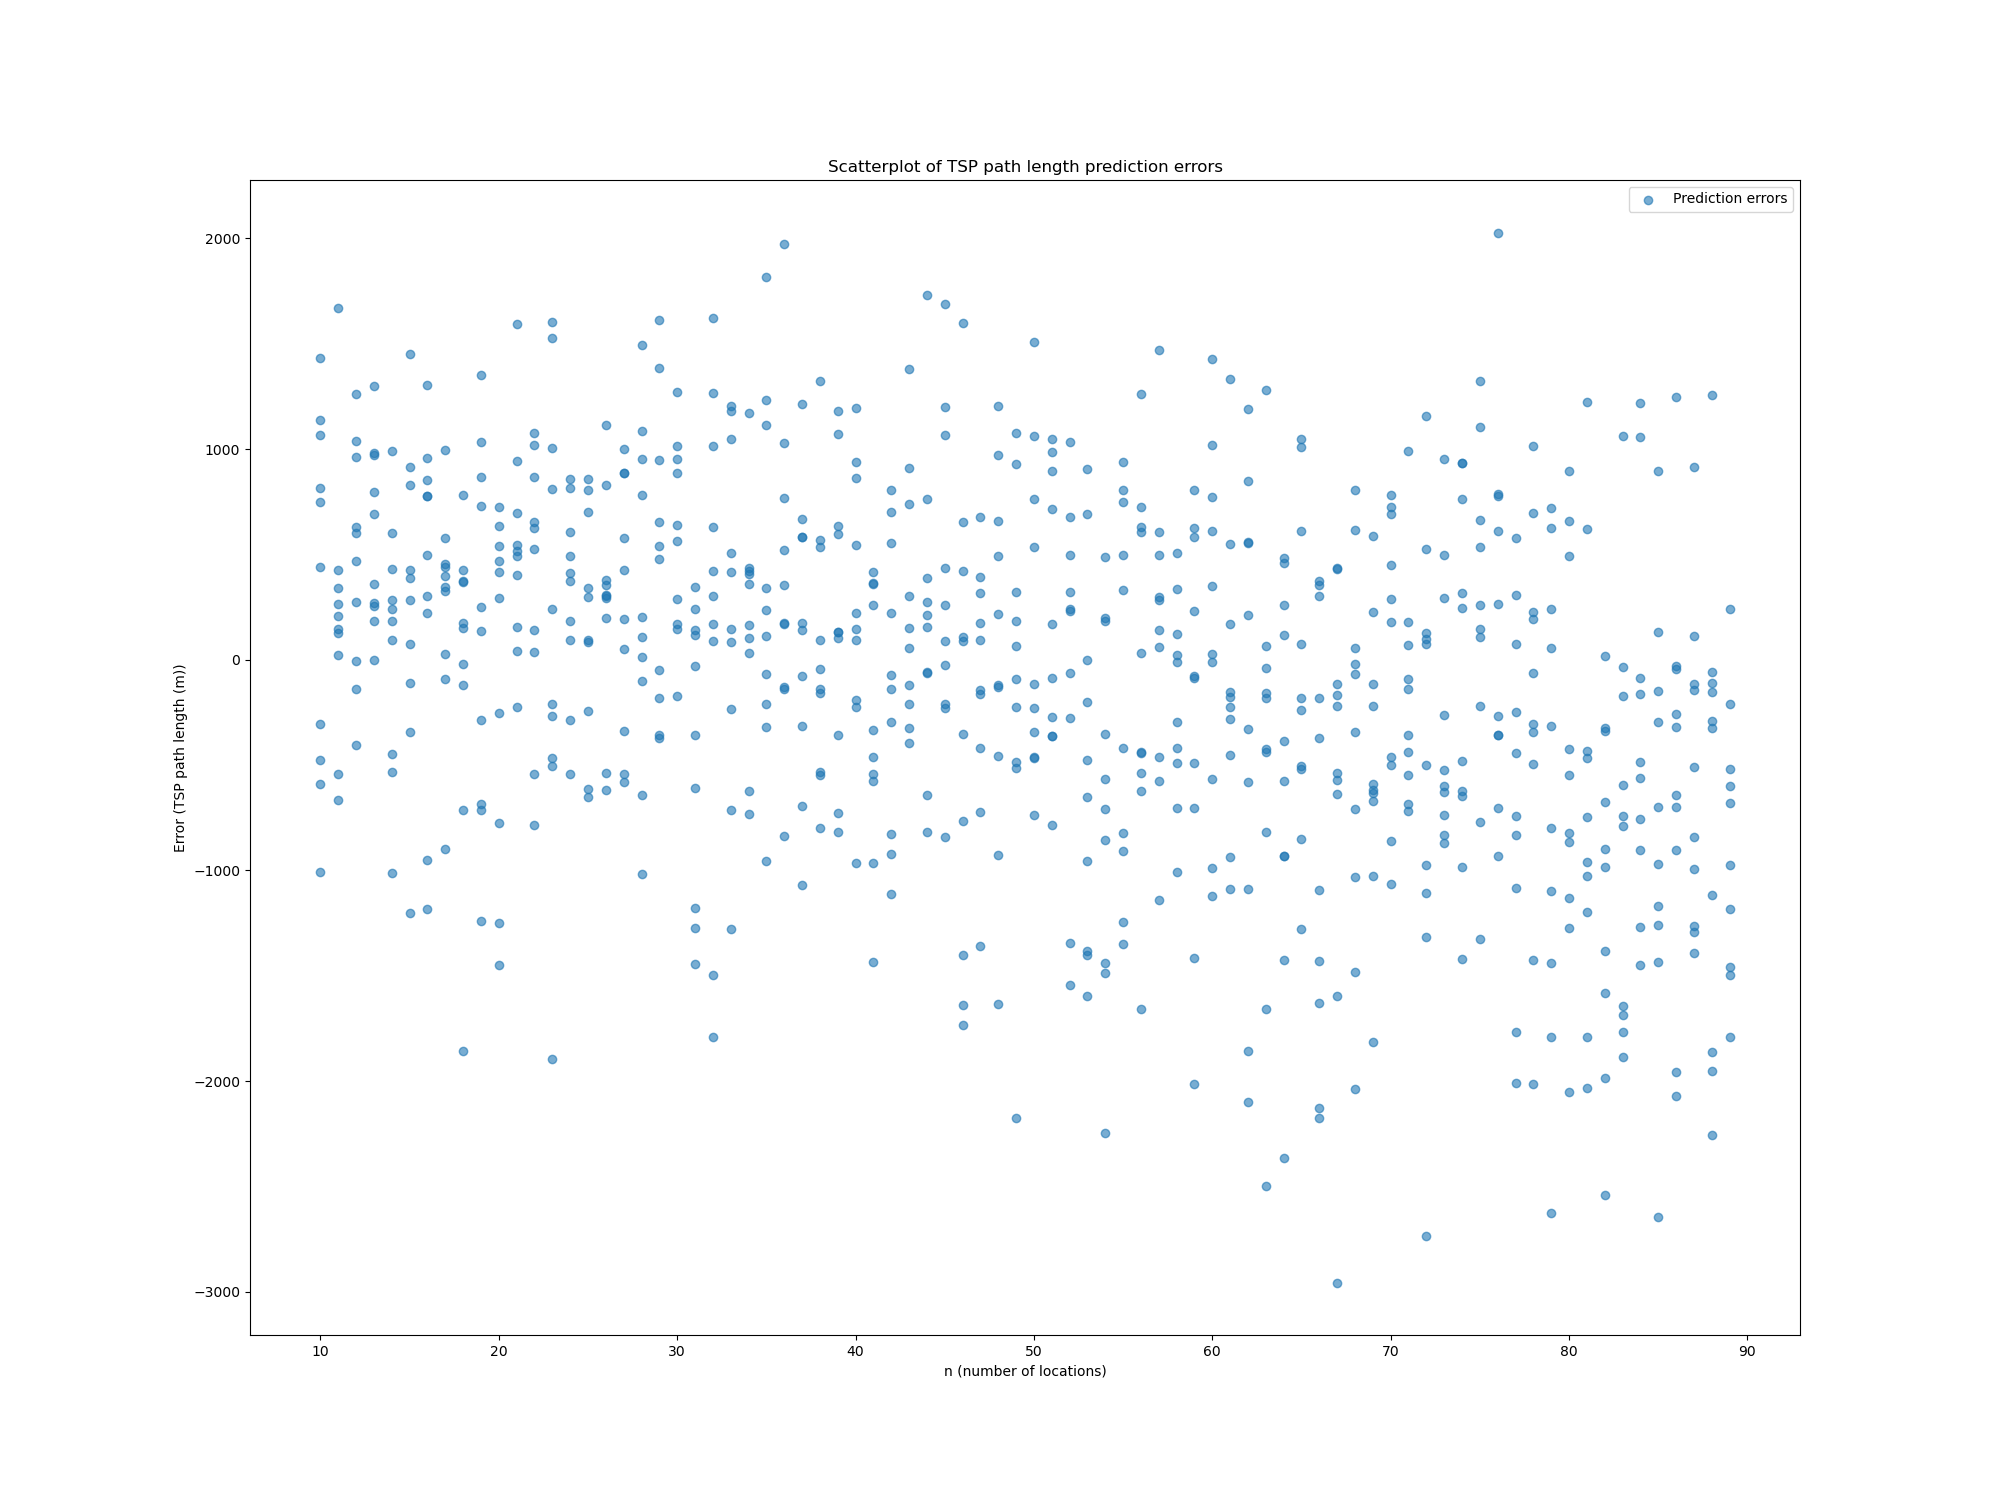 Scatterplot of TSP path length prediction errors
Prediction errors
2000
1000
0
−1000
−2000
−3000
Error (TSP path length (m))
10 20 30 40 50 60 70 80 90
n (number of locations)